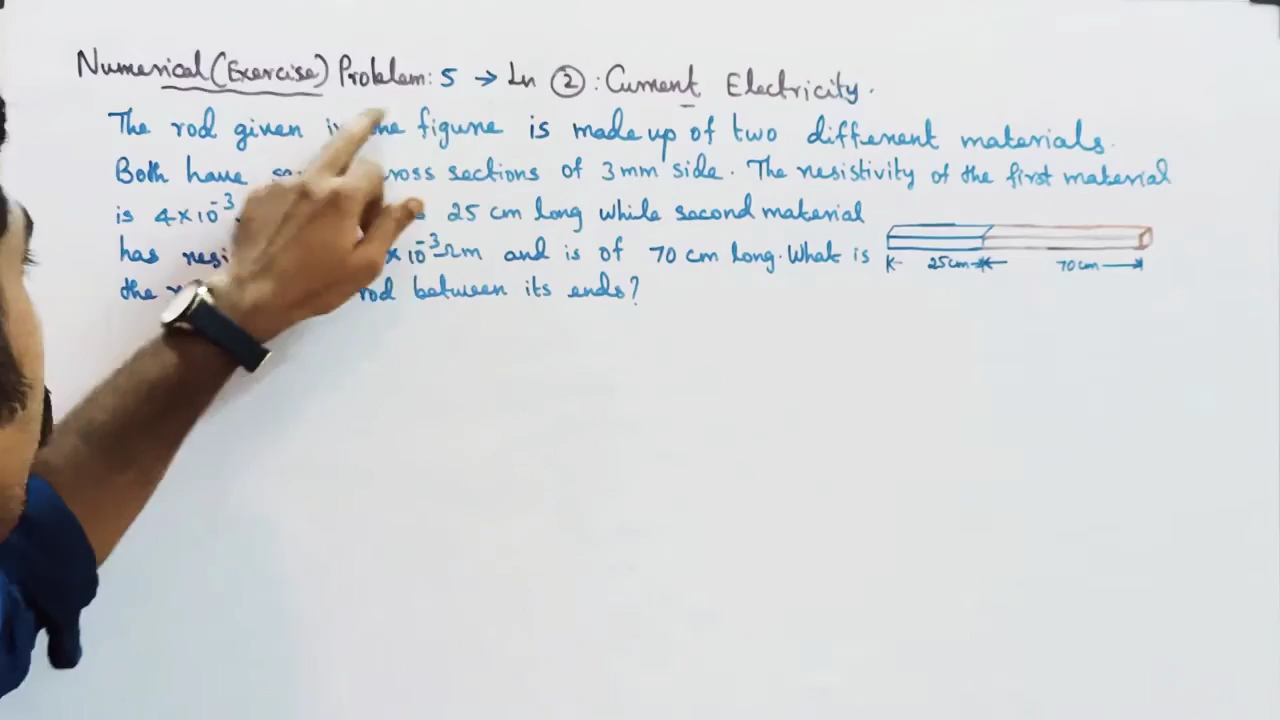 Numerical (Exercise) Problem: 5 → Ln ② : Current Electricity.
The rod given in the figure is made up of two different materials.
Both have cross sections of 3 mm side. The resistivity of the first material
is 4×10⁻³ 25 cm long while second material
has ×10⁻³ Ωm and is of 70 cm long. What is
the rod between its ends?
25cm
70cm